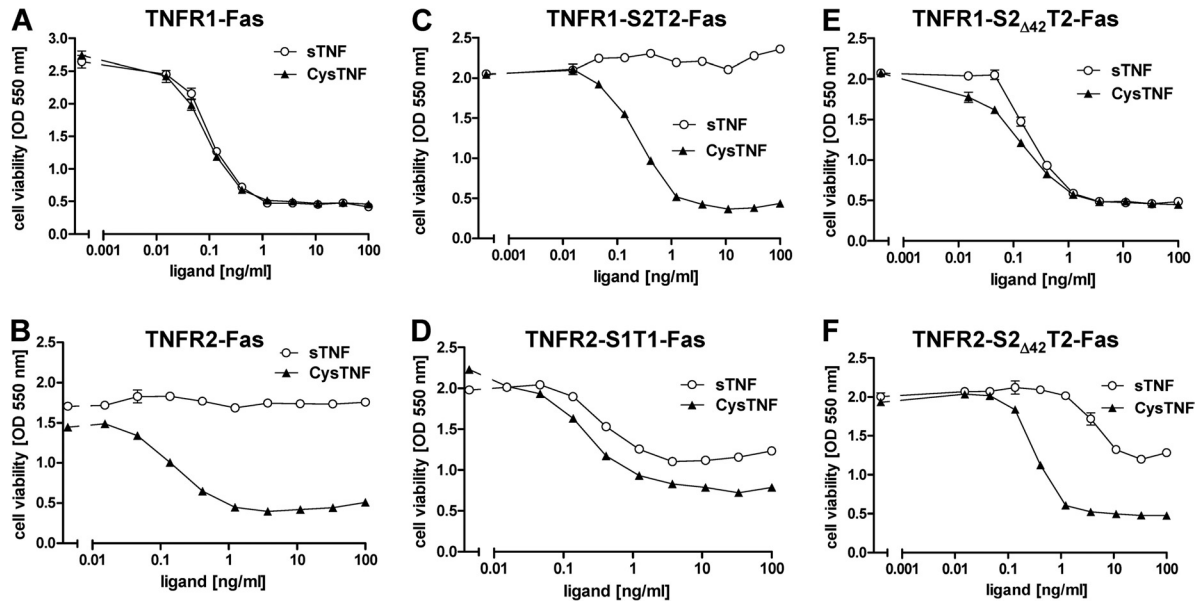 A
TNFR1-Fas
cell viability [OD 550 nm]
3.0
2.5
2.0
1.5
1.0
0.5
0.0
sTNF
CysTNF
0.001 0.01 0.1 1 10 100
ligand [ng/ml]
C
TNFR1-S2T2-Fas
cell viability [OD 550 nm]
2.5
2.0
1.5
1.0
0.5
0.0
sTNF
CysTNF
0.001 0.01 0.1 1 10 100
ligand [ng/ml]
E
TNFR1-S2Δ42T2-Fas
cell viability [OD 550 nm]
2.5
2.0
1.5
1.0
0.5
0.0
sTNF
CysTNF
0.001 0.01 0.1 1 10 100
ligand [ng/ml]
B
TNFR2-Fas
cell viability [OD 550 nm]
2.5
2.0
1.5
1.0
0.5
0.0
sTNF
CysTNF
0.01 0.1 1 10 100
ligand [ng/ml]
D
TNFR2-S1T1-Fas
cell viability [OD 550 nm]
2.5
2.0
1.5
1.0
0.5
0.0
sTNF
CysTNF
0.01 0.1 1 10 100
ligand [ng/ml]
F
TNFR2-S2Δ42T2-Fas
cell viability [OD 550 nm]
2.5
2.0
1.5
1.0
0.5
0.0
sTNF
CysTNF
0.001 0.01 0.1 1 10 100
ligand [ng/ml]